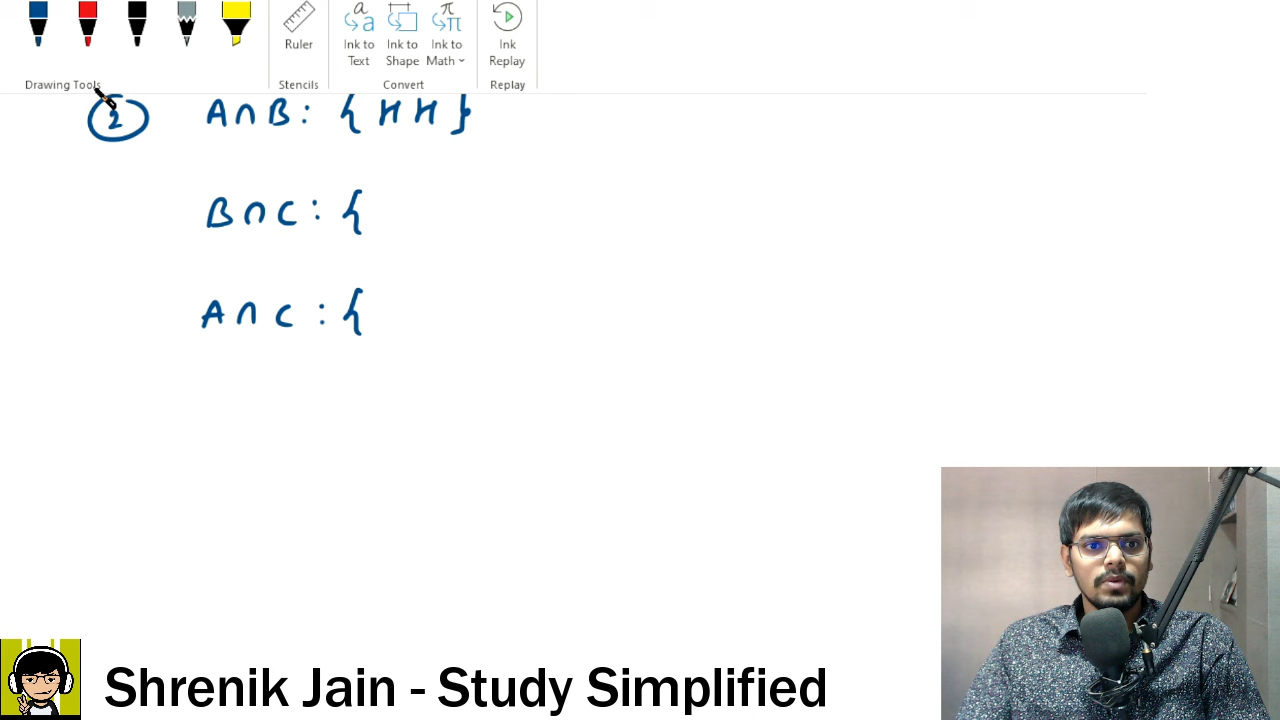 Ruler
Ink to Text
Ink to Shape
Ink to Math
Ink Replay
Drawing Tools
Stencils
Convert
Replay
2 A∩B: {HH}
B∩C: {
A∩C: {
Shrenik Jain - Study Simplified